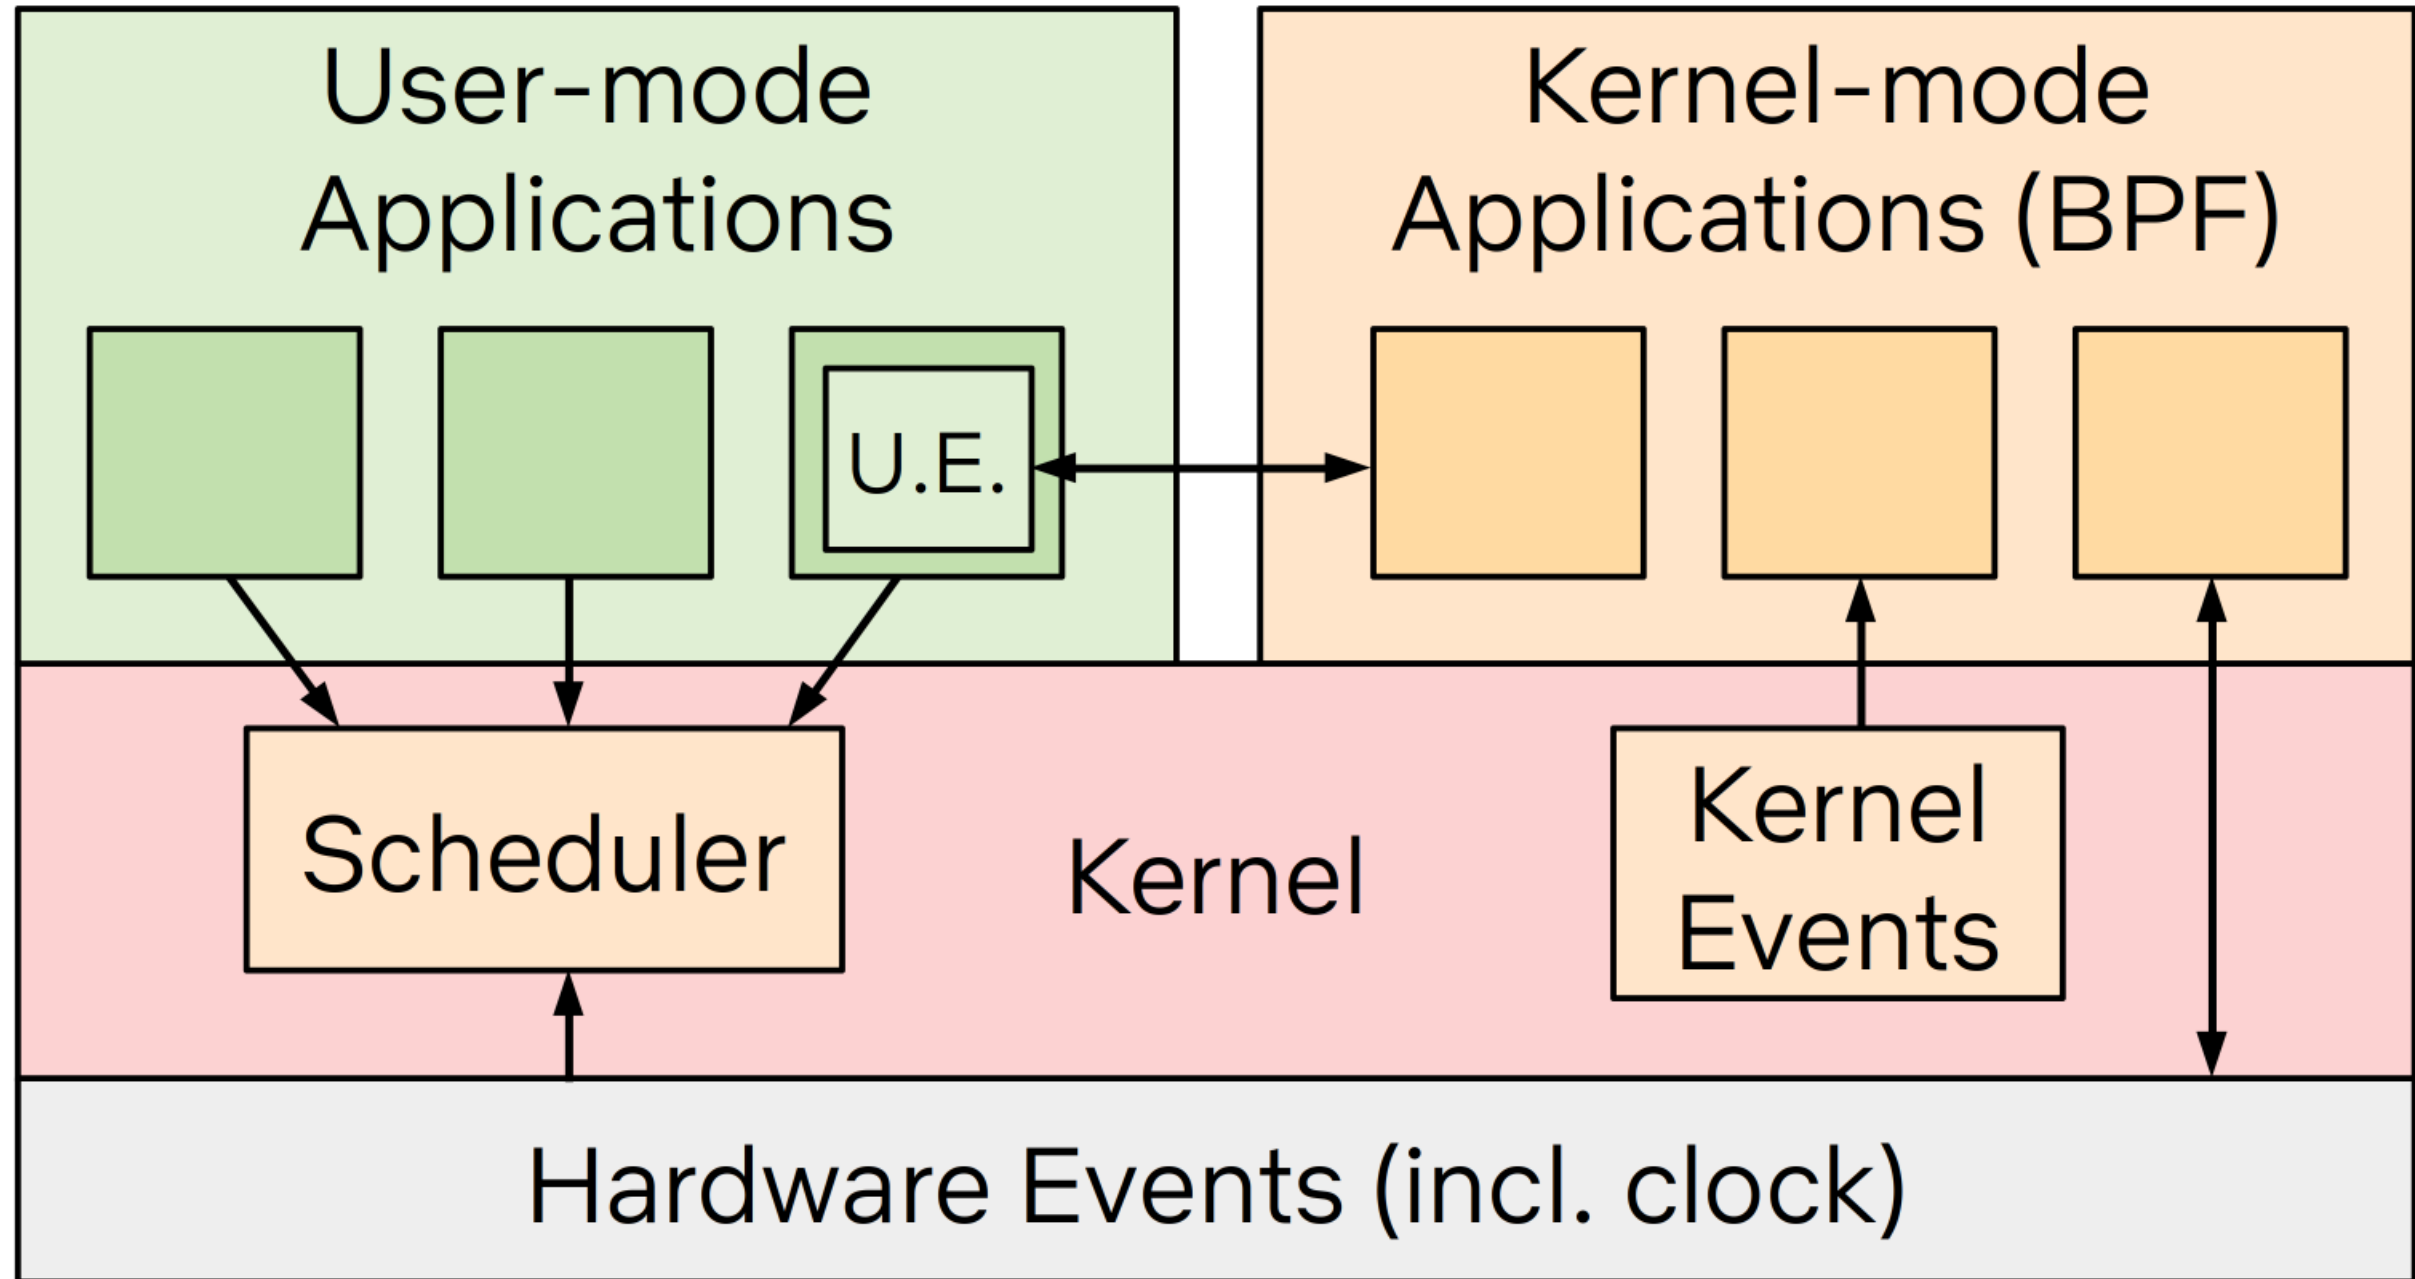 User-mode
Applications
Kernel-mode
Applications (BPF)
U.E.
Scheduler
Kernel
Kernel
Events
Hardware Events (incl. clock)